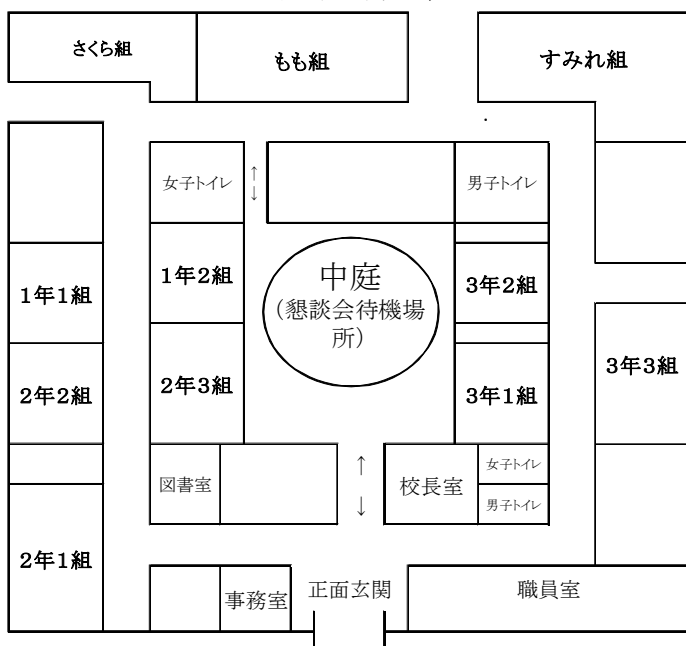 さくら組
もも組
すみれ組
女子トイレ
↑
↓
男子トイレ
1年1組
1年2組
中庭
（懇談会待機場
所）
3年2組
2年2組
2年3組
3年1組
3年3組
図書室
↑
↓
校長室
女子トイレ
男子トイレ
2年1組
事務室
正面玄関
職員室